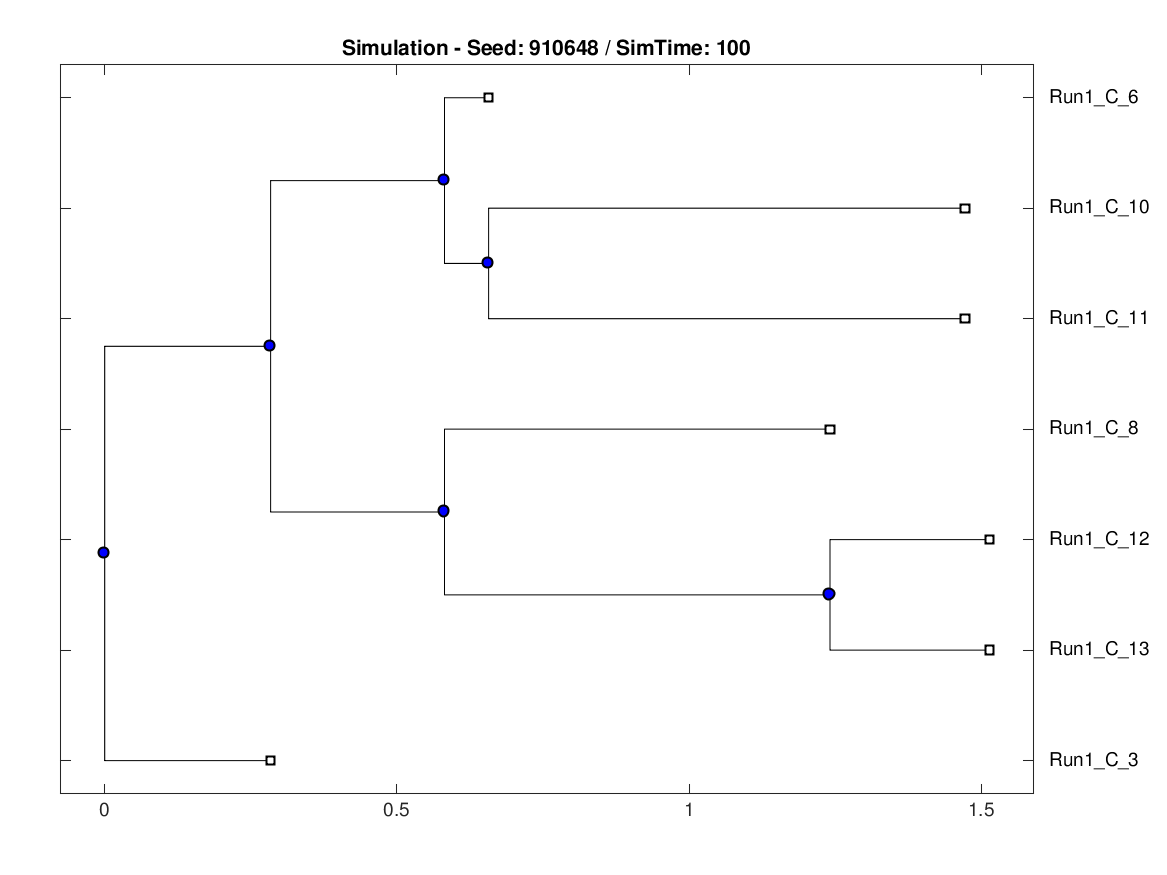 Simulation - Seed: 910648 / SimTime: 100
Run1_C_6
Run1_C_10
Run1_C_11
Run1_C_8
Run1_C_12
Run1_C_13
Run1_C_3
0 0.5 1 1.5